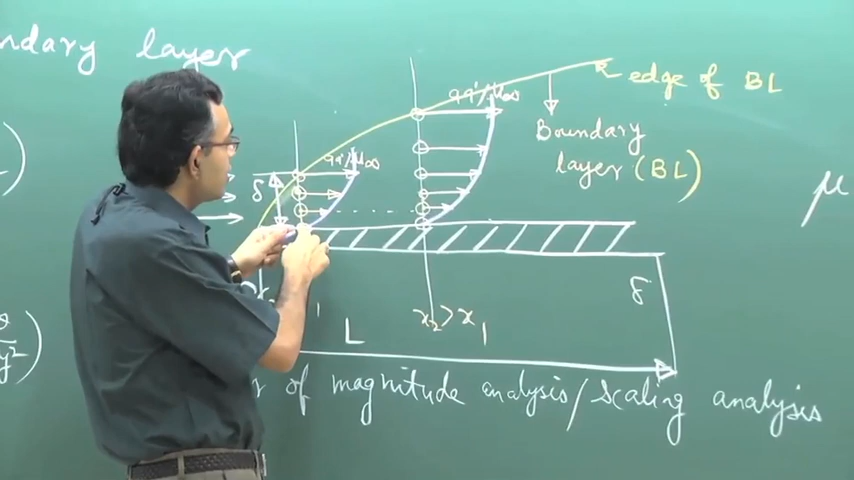 ndary layer
edge of BL
99%u∞
99%u∞
Boundary
layer (BL)
δ
μ
δ
x₂>x₁
L
of magnitude analysis/scaling analysis